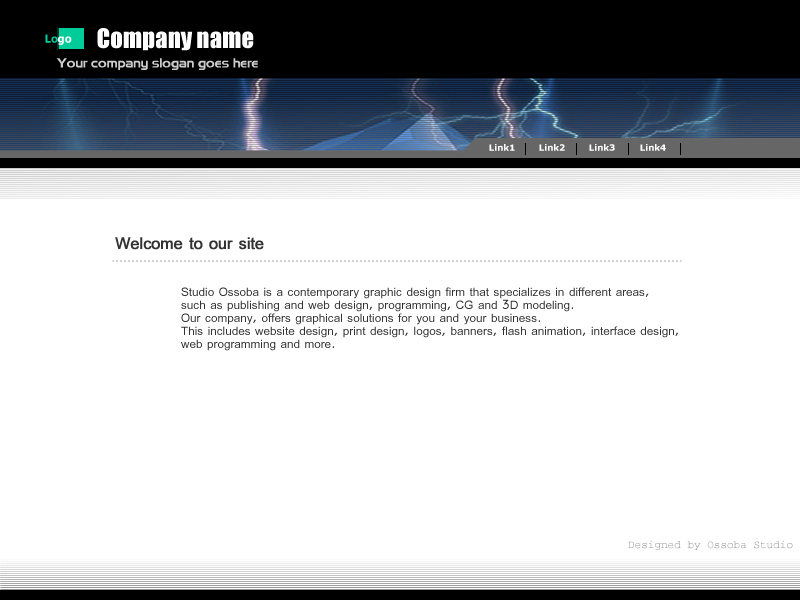 Logo
Company name
Your company slogan goes here
Link1 Link2 Link3 Link4
Welcome to our site
Studio Ossoba is a contemporary graphic design firm that specializes in different areas,
such as publishing and web design, programming, CG and 3D modeling.
Our company, offers graphical solutions for you and your business.
This includes website design, print design, logos, banners, flash animation, interface design,
web programming and more.
Designed by Ossoba Studio